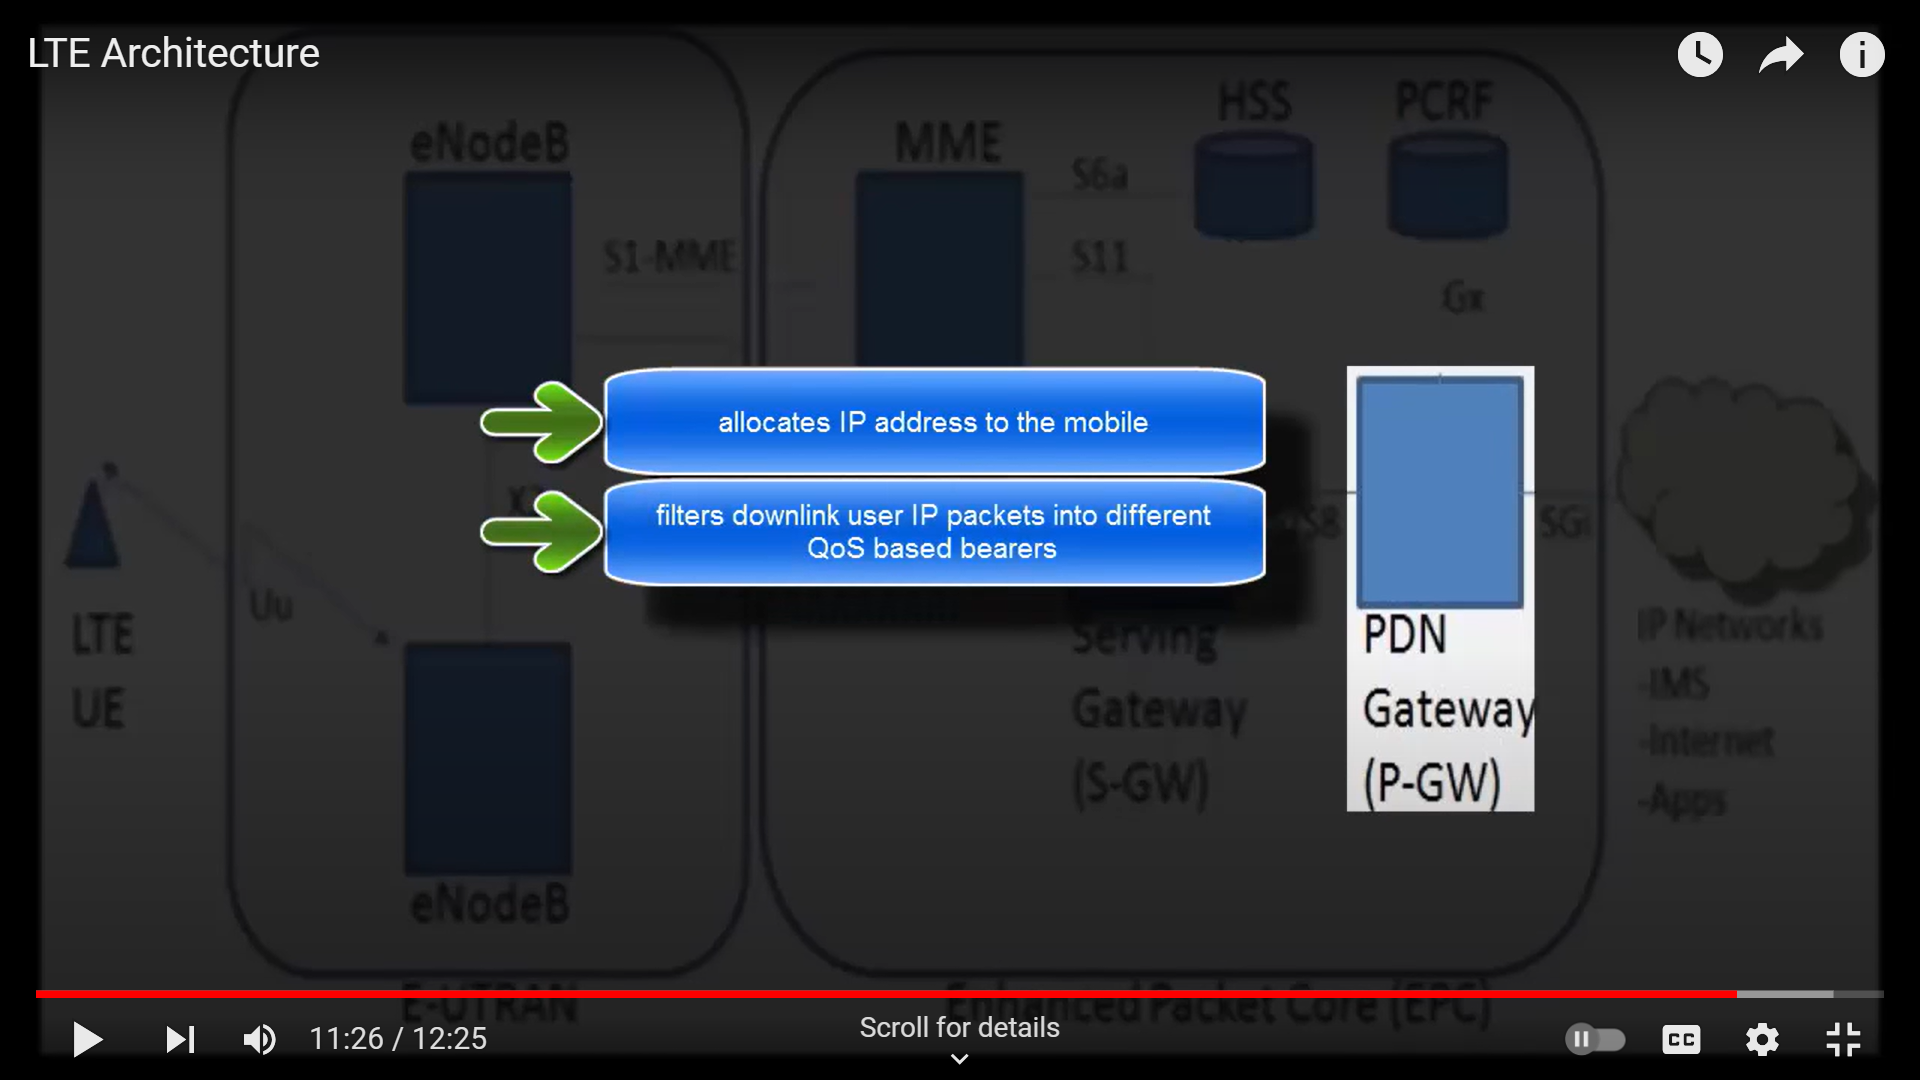 LTE Architecture
HSS
PCRF
eNodeB
MME
S6a
S1-MME
S11
Gx
allocates IP address to the mobile
filters downlink user IP packets into different
QoS based bearers
S8
SGi
Uu
LTE
UE
Serving
Gateway
(S-GW)
PDN
Gateway
(P-GW)
IP Networks
-IMS
-Internet
-Apps
eNodeB
E-UTRAN
Enhanced Packet Core (EPC)
11:26 / 12:25
Scroll for details
CC